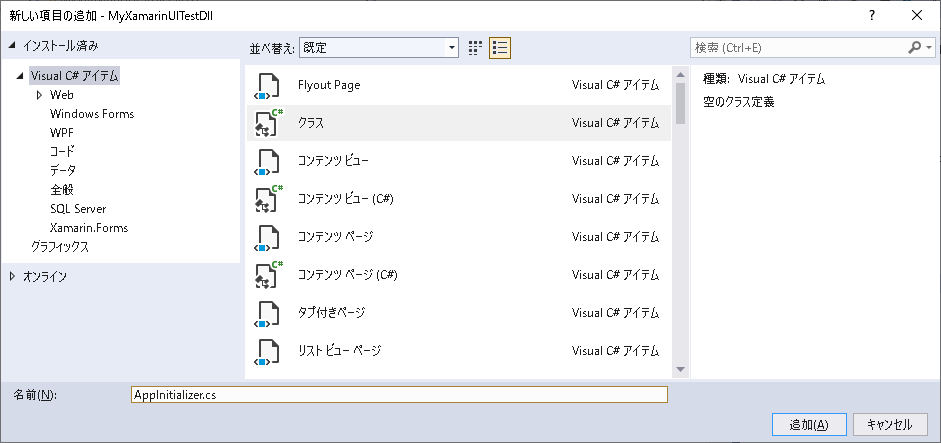 新しい項目の追加 - MyXamarinUITestDll
? ×
インストール済み
並べ替え: 既定
検索 (Ctrl+E)
Visual C# アイテム
Web
Windows Forms
WPF
コード
データ
全般
SQL Server
Xamarin.Forms
グラフィックス
オンライン
Flyout Page Visual C# アイテム
C# クラス Visual C# アイテム
コンテンツ ビュー Visual C# アイテム
C# コンテンツ ビュー (C#) Visual C# アイテム
コンテンツ ページ Visual C# アイテム
C# コンテンツ ページ (C#) Visual C# アイテム
タブ付きページ Visual C# アイテム
リスト ビュー ページ Visual C# アイテム
種類: Visual C# アイテム
空のクラス定義
名前(N): AppInitializer.cs
追加(A) キャンセル